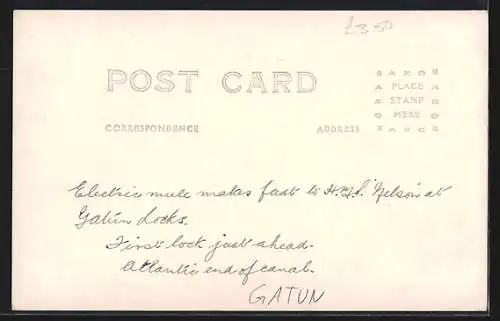 £3.50
POST CARD
CORRESPONDENCE
ADDRESS
PLACE
STAMP
HERE
Electric mule makes fast to H.M.S. "Nelson" at
Gatún Locks.
First lock just ahead.
Atlantic end of canal.
GATUN